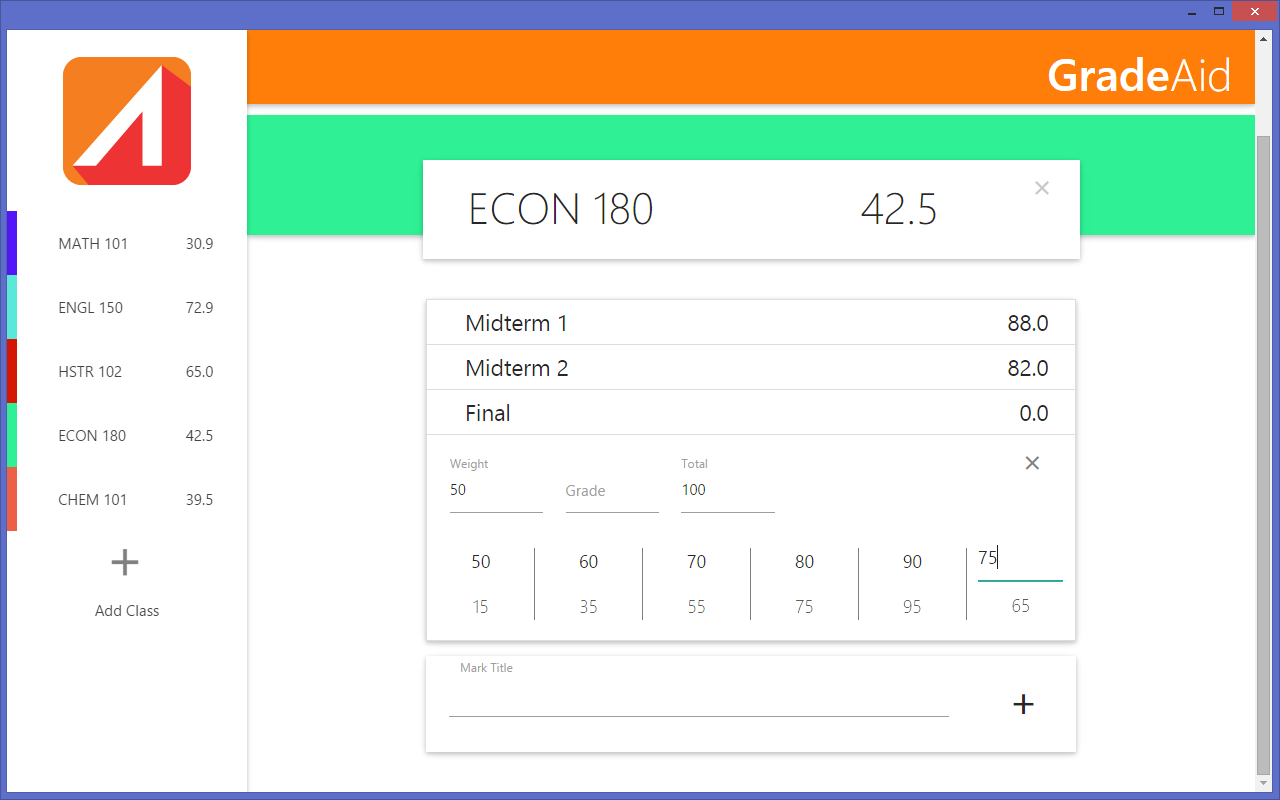 GradeAid
ECON 180 42.5
MATH 101 30.9
ENGL 150 72.9
HSTR 102 65.0
ECON 180 42.5
CHEM 101 39.5
Add Class
Midterm 1 88.0
Midterm 2 82.0
Final 0.0
Weight Total
50 Grade 100
50 60 70 80 90 75
15 35 55 75 95 65
Mark Title